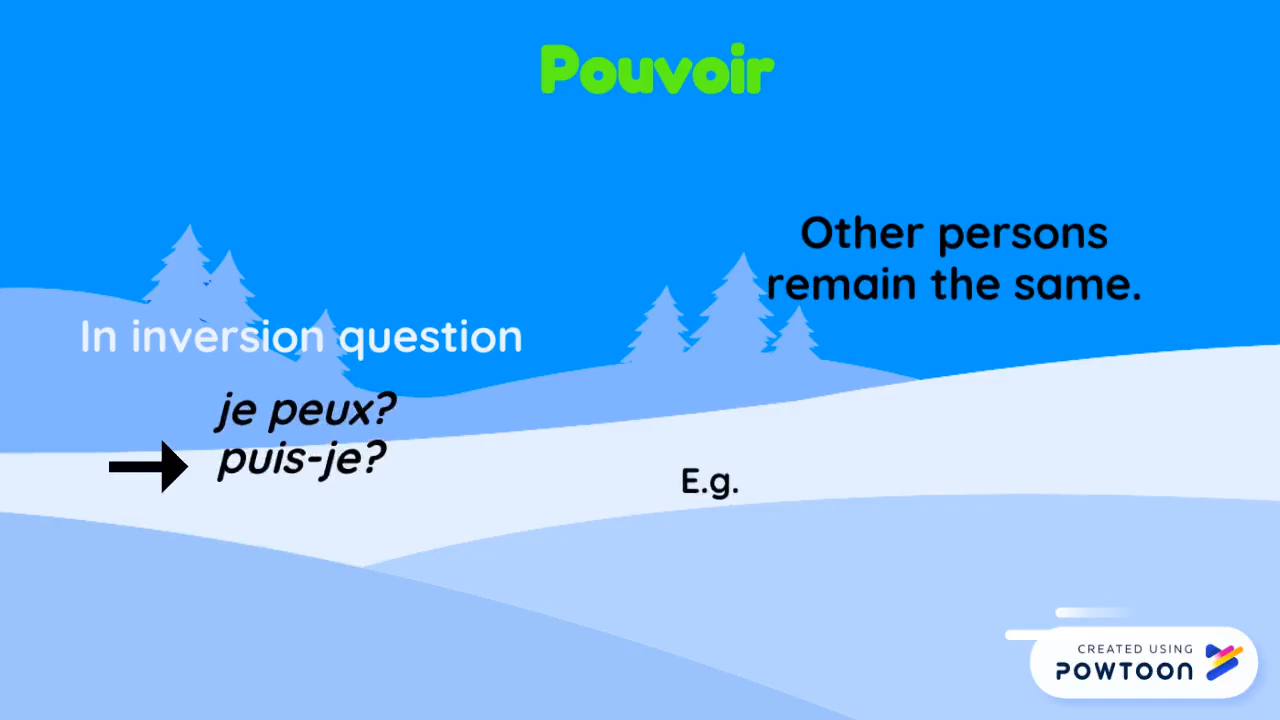 Pouvoir
Other persons
remain the same.
In inversion question
je peux?
puis-je?
E.g.
CREATED USING
POWTOON